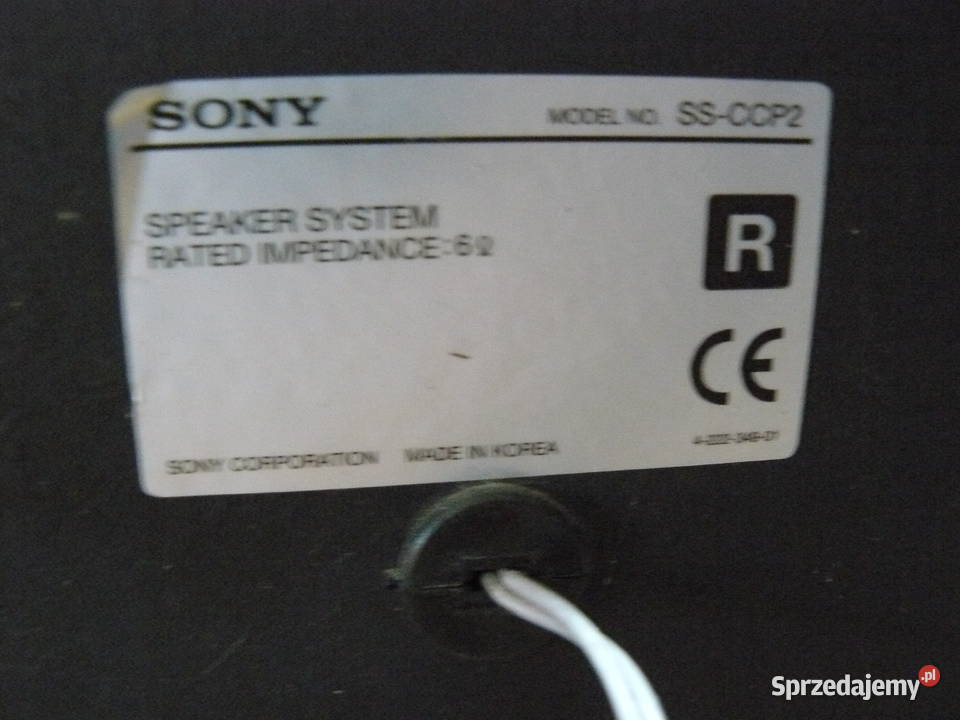 SONY MODEL NO. SS-CCP2
SPEAKER SYSTEM
RATED IMPEDANCE: 6Ω
R
CE
SONY CORPORATION MADE IN KOREA
Sprzedajemy.pl